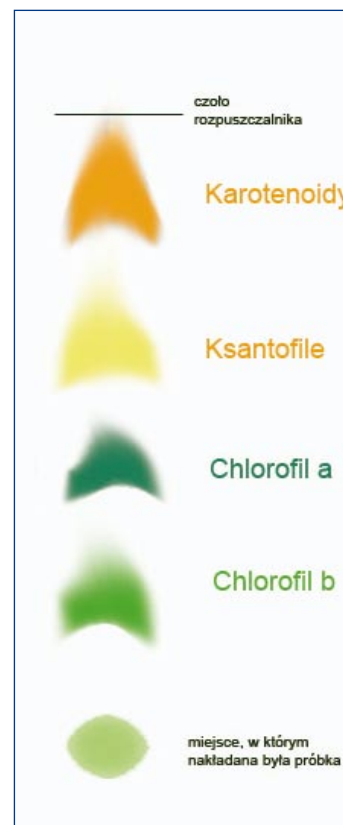 czoło
rozpuszczalnika
Karotenoidy
Ksantofile
Chlorofil a
Chlorofil b
miejsce, w którym
nakładana była próbka